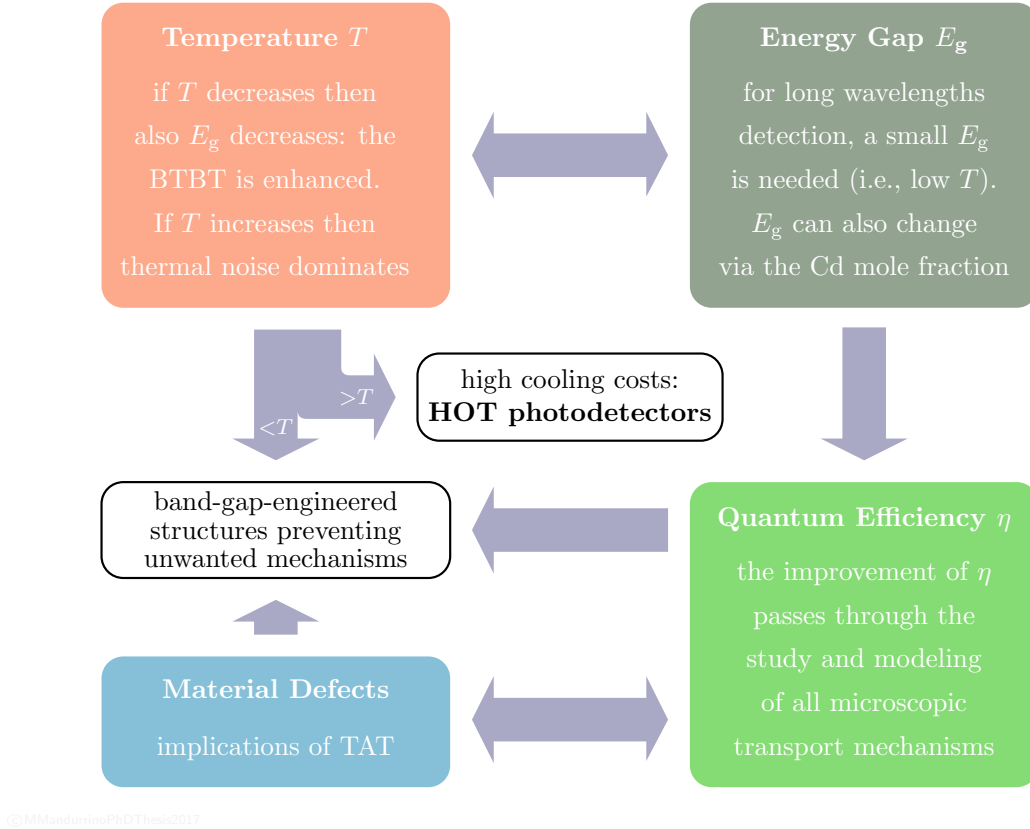 Temperature T
if T decreases then
also Eg decreases: the
BTBT is enhanced.
If T increases then
thermal noise dominates
Energy Gap Eg
for long wavelengths
detection, a small Eg
is needed (i.e., low T).
Eg can also change
via the Cd mole fraction
>T
<T
high cooling costs:
HOT photodetectors
band-gap-engineered
structures preventing
unwanted mechanisms
Quantum Efficiency η
the improvement of η
passes through the
study and modeling
of all microscopic
transport mechanisms
Material Defects
implications of TAT
©MMandurrinoPhDThesis2017